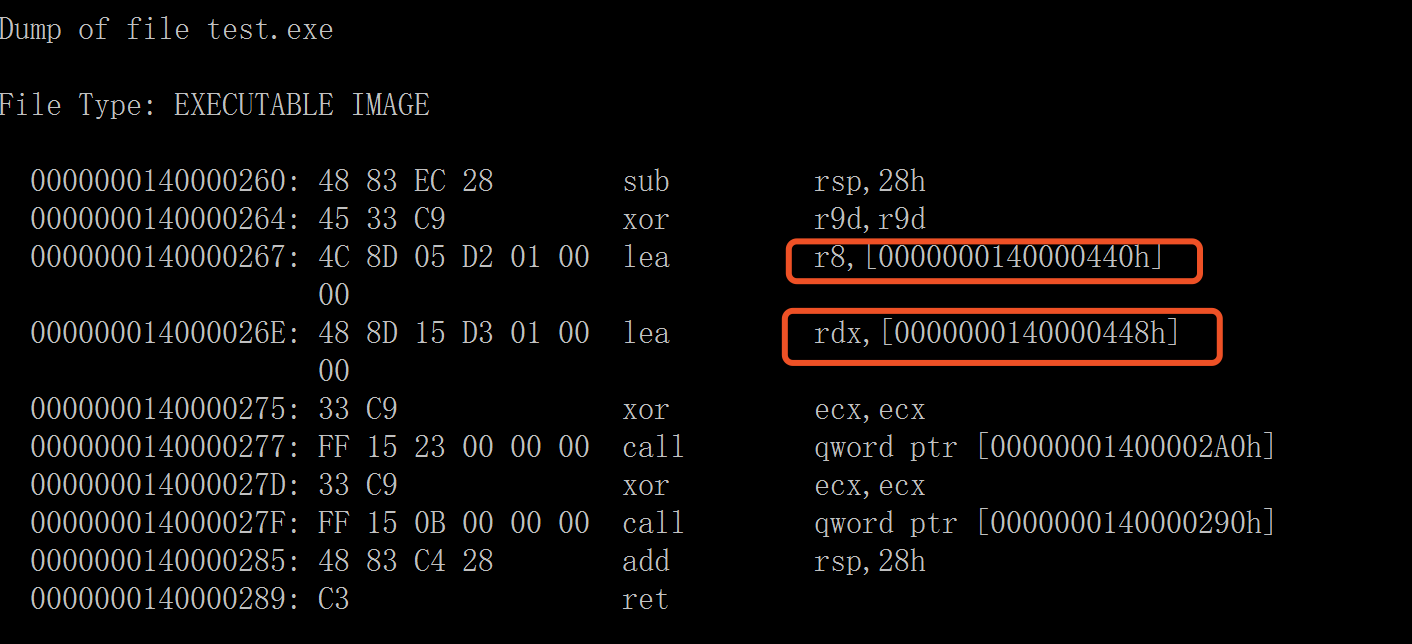 Dump of file test.exe
File Type: EXECUTABLE IMAGE
0000000140000260: 48 83 EC 28 sub rsp,28h
0000000140000264: 45 33 C9 xor r9d,r9d
0000000140000267: 4C 8D 05 D2 01 00 lea r8,[0000000140000440h]
00
000000014000026E: 48 8D 15 D3 01 00 lea rdx,[0000000140000448h]
00
0000000140000275: 33 C9 xor ecx,ecx
0000000140000277: FF 15 23 00 00 00 call qword ptr [00000001400002A0h]
000000014000027D: 33 C9 xor ecx,ecx
000000014000027F: FF 15 0B 00 00 00 call qword ptr [0000000140000290h]
0000000140000285: 48 83 C4 28 add rsp,28h
0000000140000289: C3 ret